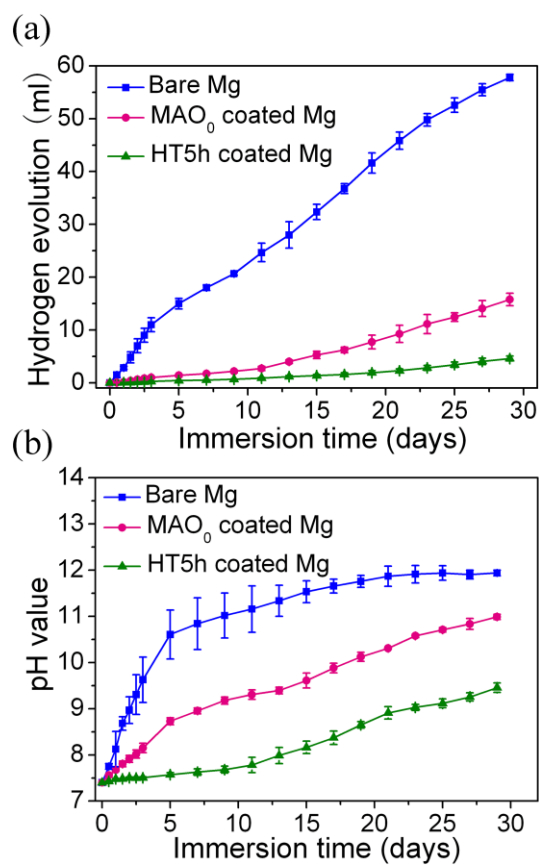 (a)
Hydrogen evolution (ml)
60
50
40
30
20
10
0
Bare Mg
MAO₀ coated Mg
HT5h coated Mg
0 5 10 15 20 25 30
Immersion time (days)
(b)
pH value
14
13
12
11
10
9
8
7
Bare Mg
MAO₀ coated Mg
HT5h coated Mg
0 5 10 15 20 25 30
Immersion time (days)